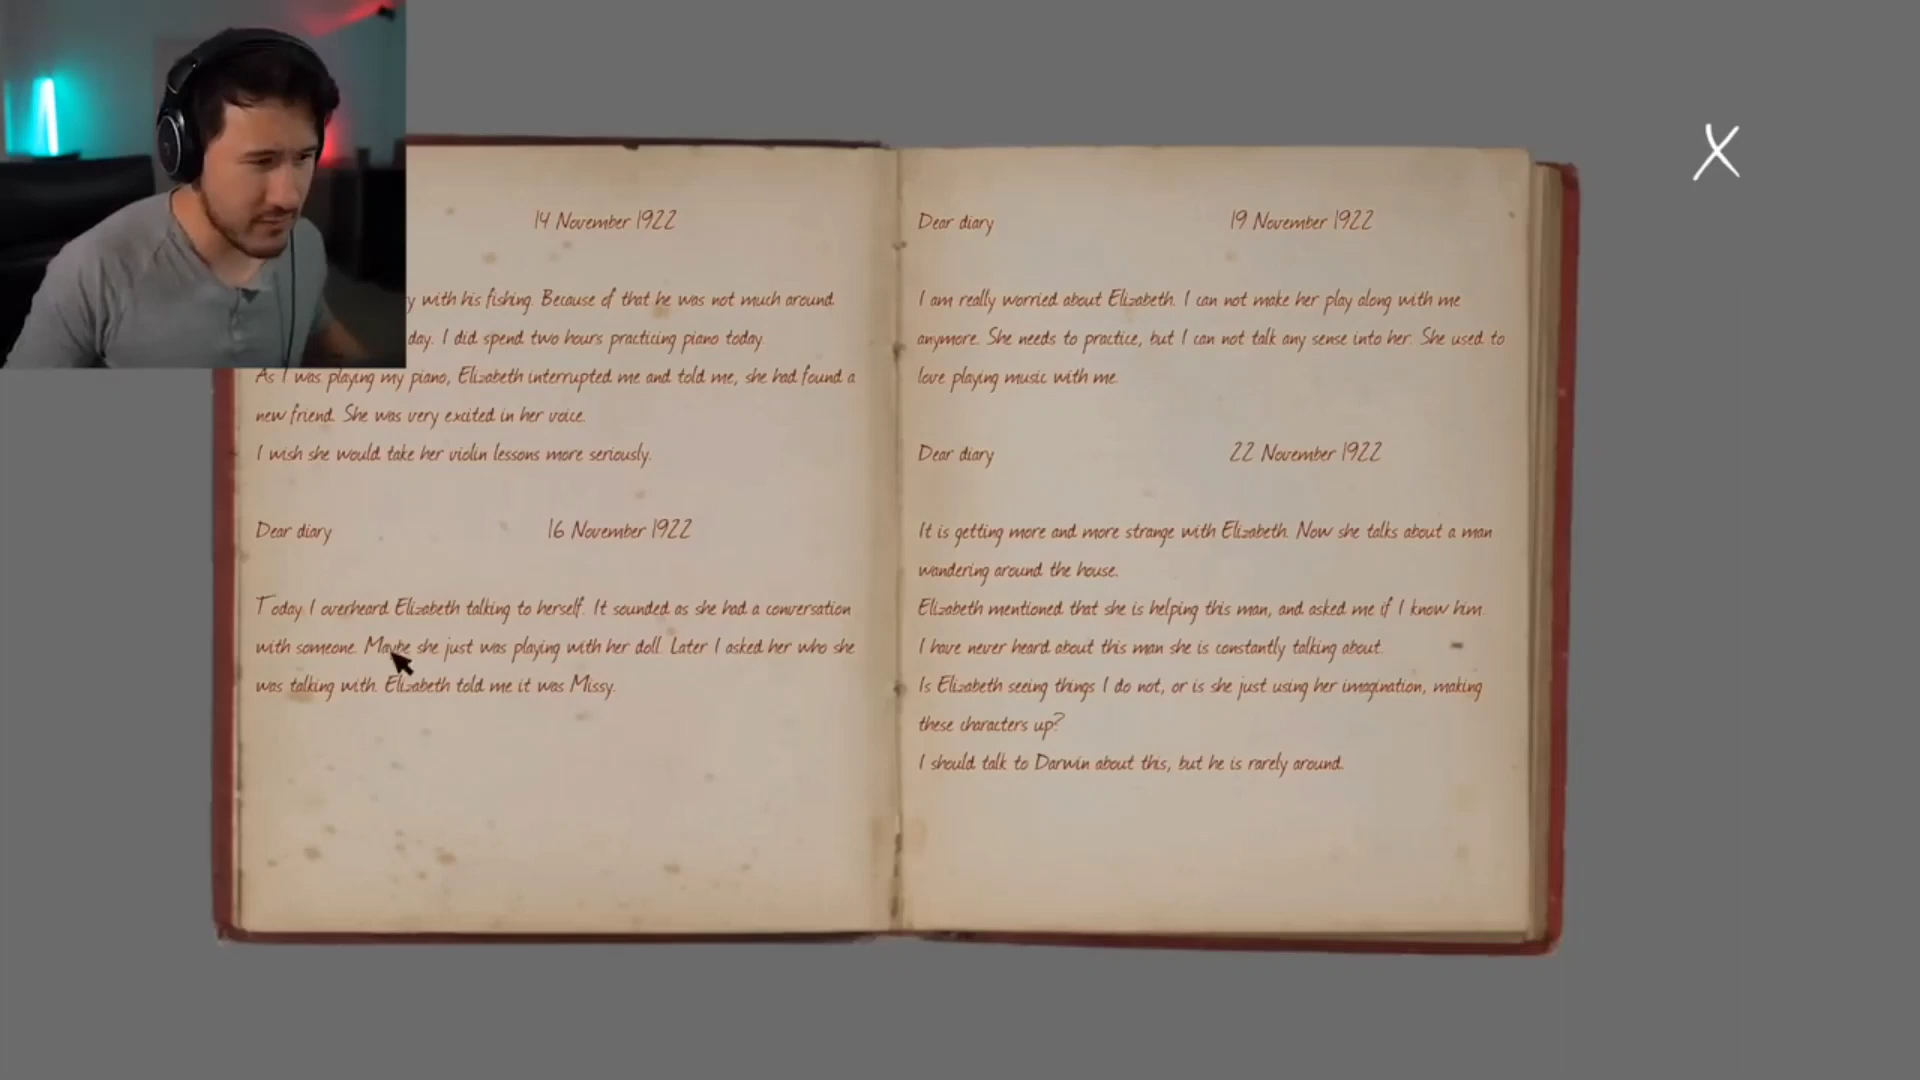 14 November 1922
y with his fishing. Because of that he was not much around
day. I did spend two hours practicing piano today.
As I was playing my piano, Elizabeth interrupted me and told me, she had found a
new friend. She was very excited in her voice.
I wish she would take her violin lessons more seriously.
Dear diary 16 November 1922
Today I overheard Elizabeth talking to herself. It sounded as she had a conversation
with someone. Maybe she just was playing with her doll. Later I asked her who she
was talking with. Elizabeth told me it was Missy.
Dear diary 19 November 1922
I am really worried about Elizabeth. I can not make her play along with me
anymore. She needs to practice, but I can not talk any sense into her. She used to
love playing music with me.
Dear diary 22 November 1922
It is getting more and more strange with Elizabeth. Now she talks about a man
wandering around the house.
Elizabeth mentioned that she is helping this man, and asked me if I know him.
I have never heard about this man she is constantly talking about.
Is Elizabeth seeing things I do not, or is she just using her imagination, making
these characters up?
I should talk to Darwin about this, but he is rarely around.